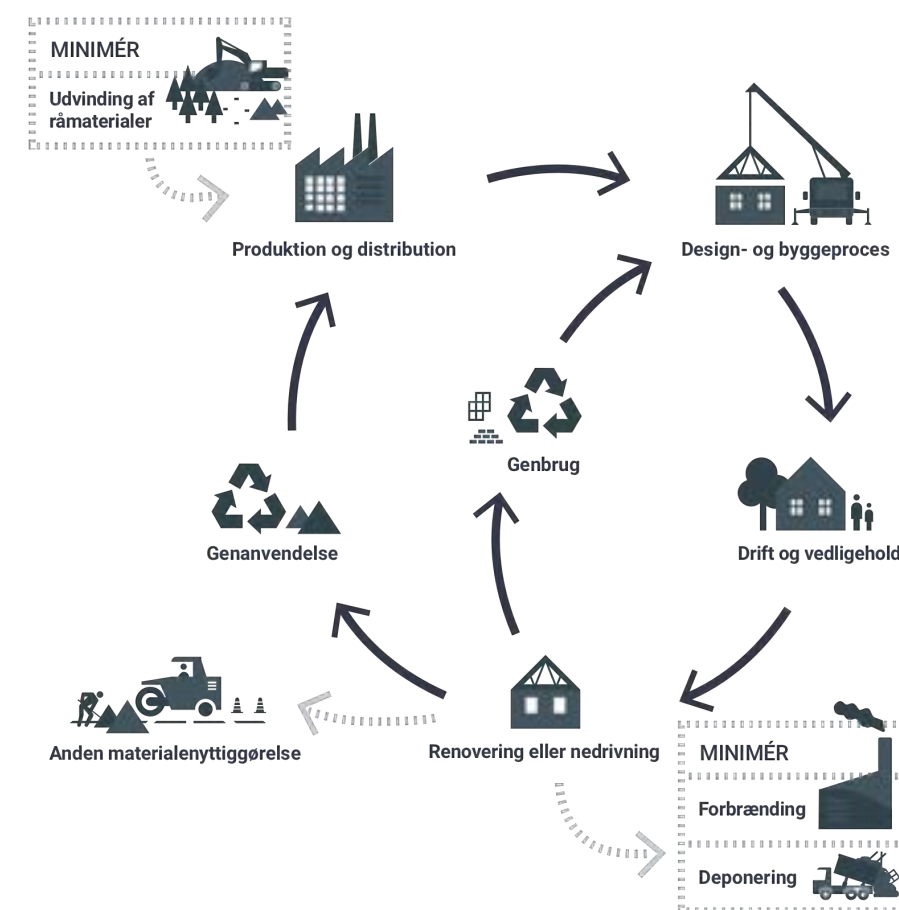 MINIMÉR
Udvinding af
råmaterialer
Produktion og distribution
Design- og byggeproces
Genbrug
Genanvendelse
Drift og vedligehold
Anden materialenyttiggørelse
Renovering eller nedrivning
MINIMÉR
Forbrænding
Deponering